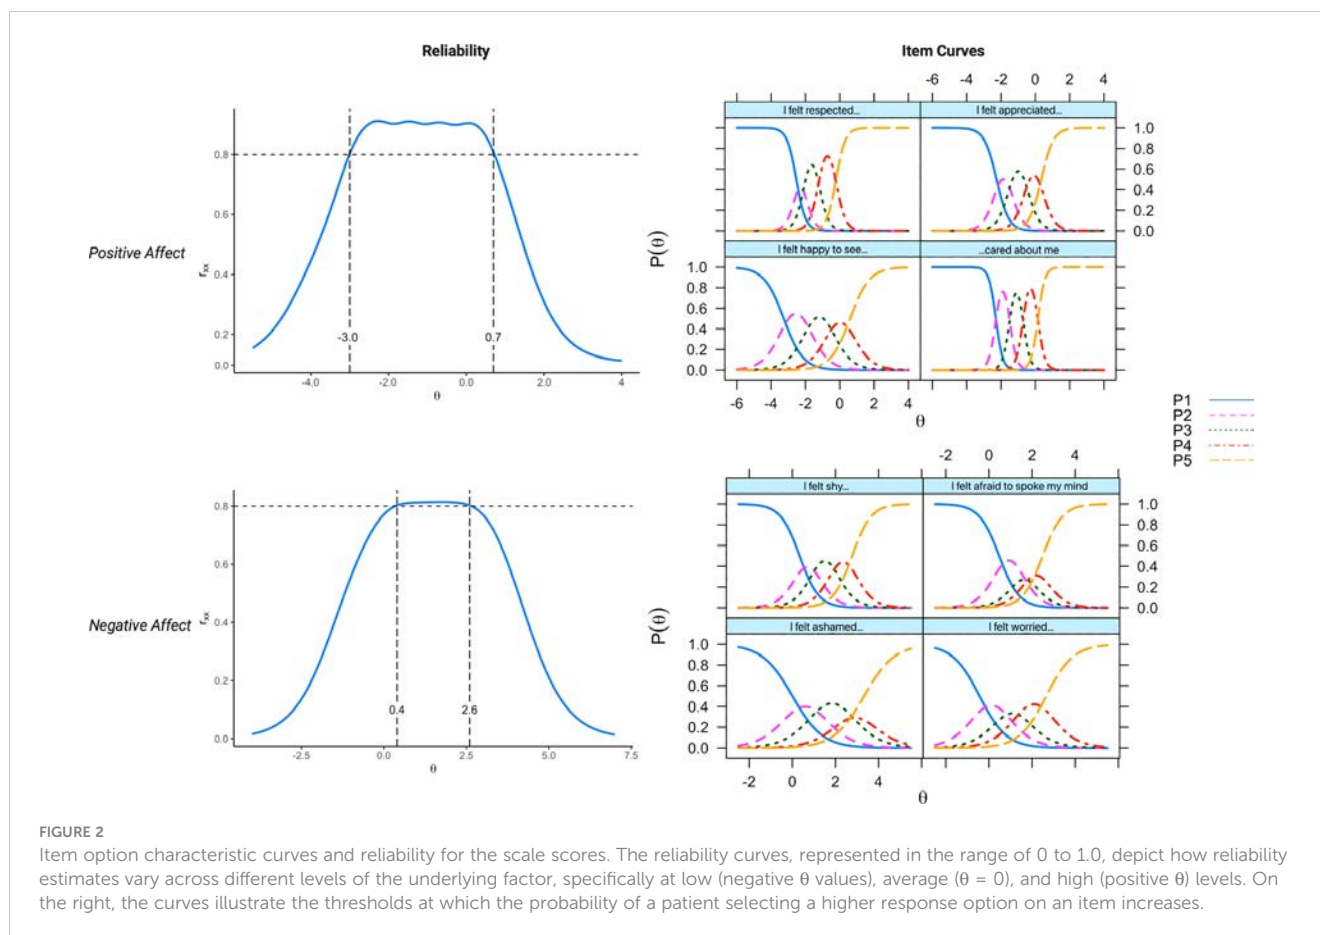 Reliability
Item Curves
-6 -4 -2 0 2 4
I felt respected...
I felt appreciated...
0.8
0.6
0.4
0.2
0.0
Positive Affect
rxx
-3.0
0.7
-4.0 -2.0 0.0 2.0 4
θ
1.0
0.8
0.6
0.4
0.2
0.0
P(θ)
I felt happy to see...
...cared about me
1.0
0.8
0.6
0.4
0.2
0.0
-6 -4 -2 0 2 4
θ
P1
P2
P3
P4
P5
-2 0 2 4
I felt shy...
I felt afraid to spoke my mind
0.8
0.6
0.4
0.2
0.0
Negative Affect
rxx
0.4
2.6
-2.5 0.0 2.5 5.0 7.5
θ
1.0
0.8
0.6
0.4
0.2
0.0
P(θ)
I felt ashamed...
I felt worried...
1.0
0.8
0.6
0.4
0.2
0.0
-2 0 2 4
θ
FIGURE 2
Item option characteristic curves and reliability for the scale scores. The reliability curves, represented in the range of 0 to 1.0, depict how reliability
estimates vary across different levels of the underlying factor, specifically at low (negative θ values), average (θ = 0), and high (positive θ) levels. On
the right, the curves illustrate the thresholds at which the probability of a patient selecting a higher response option on an item increases.